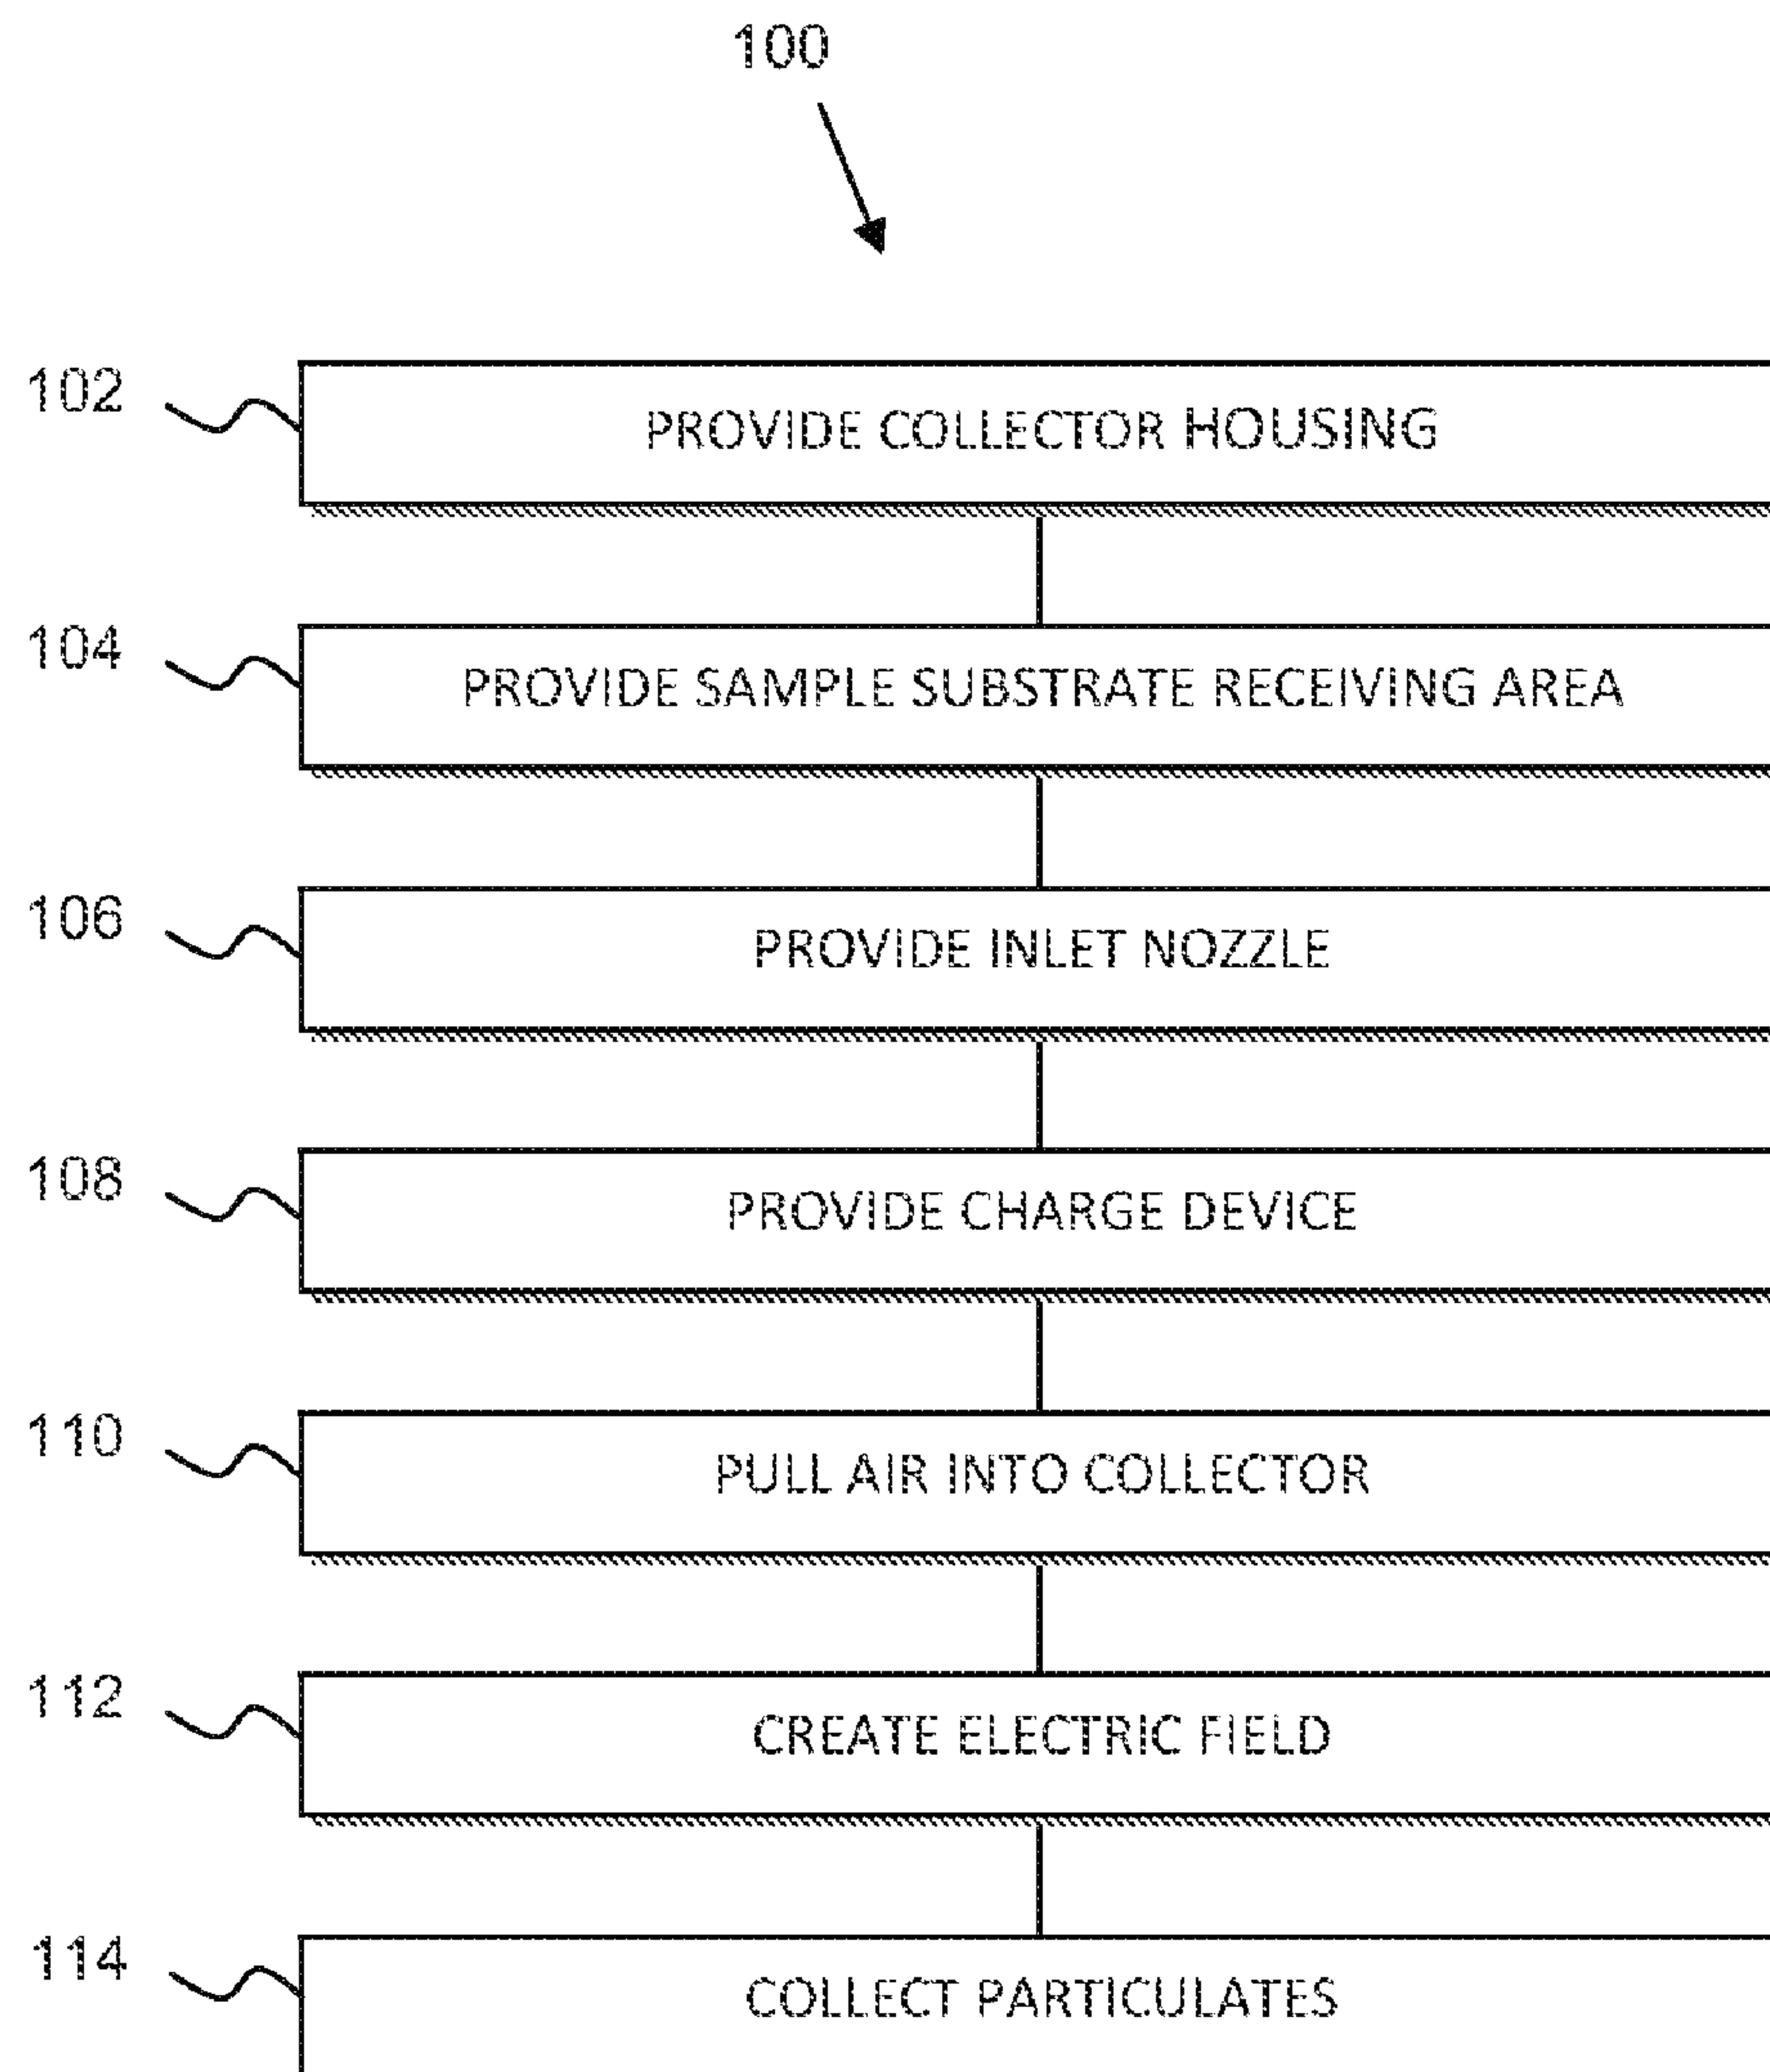 100
102 PROVIDE COLLECTOR HOUSING
104 PROVIDE SAMPLE SUBSTRATE RECEIVING AREA
106 PROVIDE INLET NOZZLE
108 PROVIDE CHARGE DEVICE
110 PULL AIR INTO COLLECTOR
112 CREATE ELECTRIC FIELD
114 COLLECT PARTICULATES